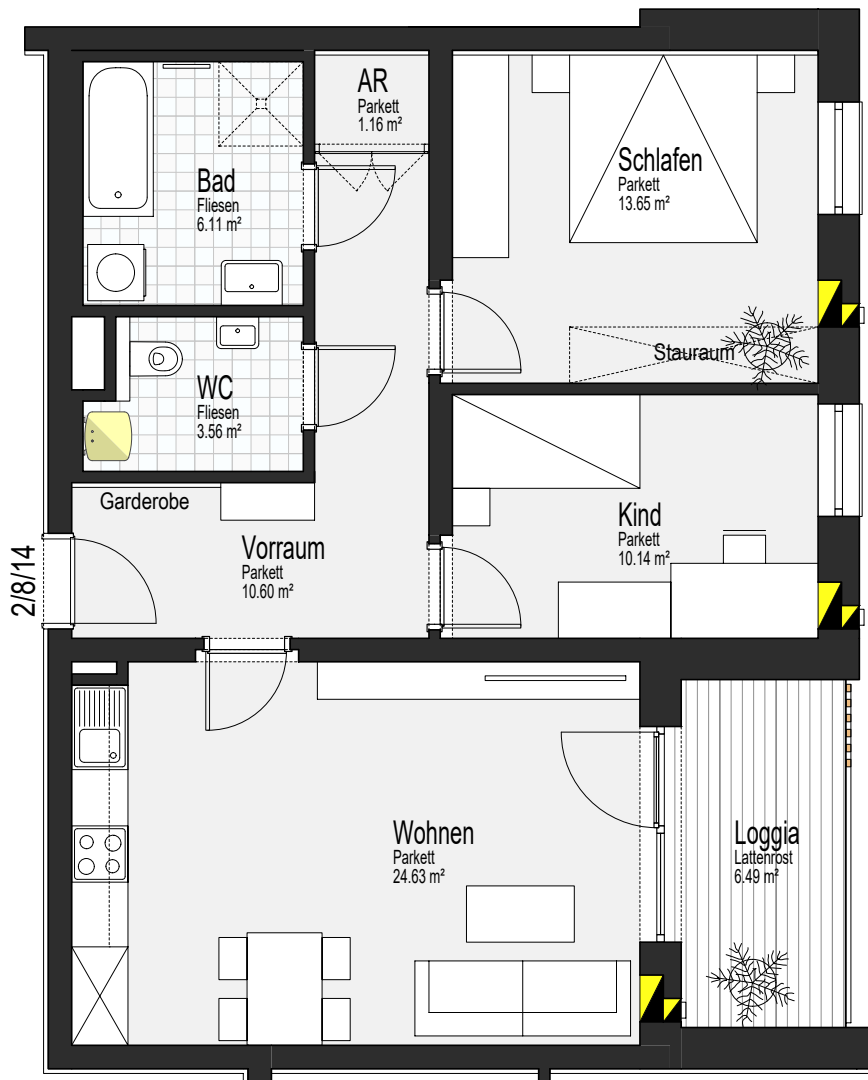 AR
Parkett
1.16 m²
Bad
Fliesen
6.11 m²
Schlafen
Parkett
13.65 m²
Stauraum
WC
Fliesen
3.56 m²
Garderobe
Vorraum
Parkett
10.60 m²
Kind
Parkett
10.14 m²
2/8/14
Wohnen
Parkett
24.63 m²
Loggia
Lattenrost
6.49 m²